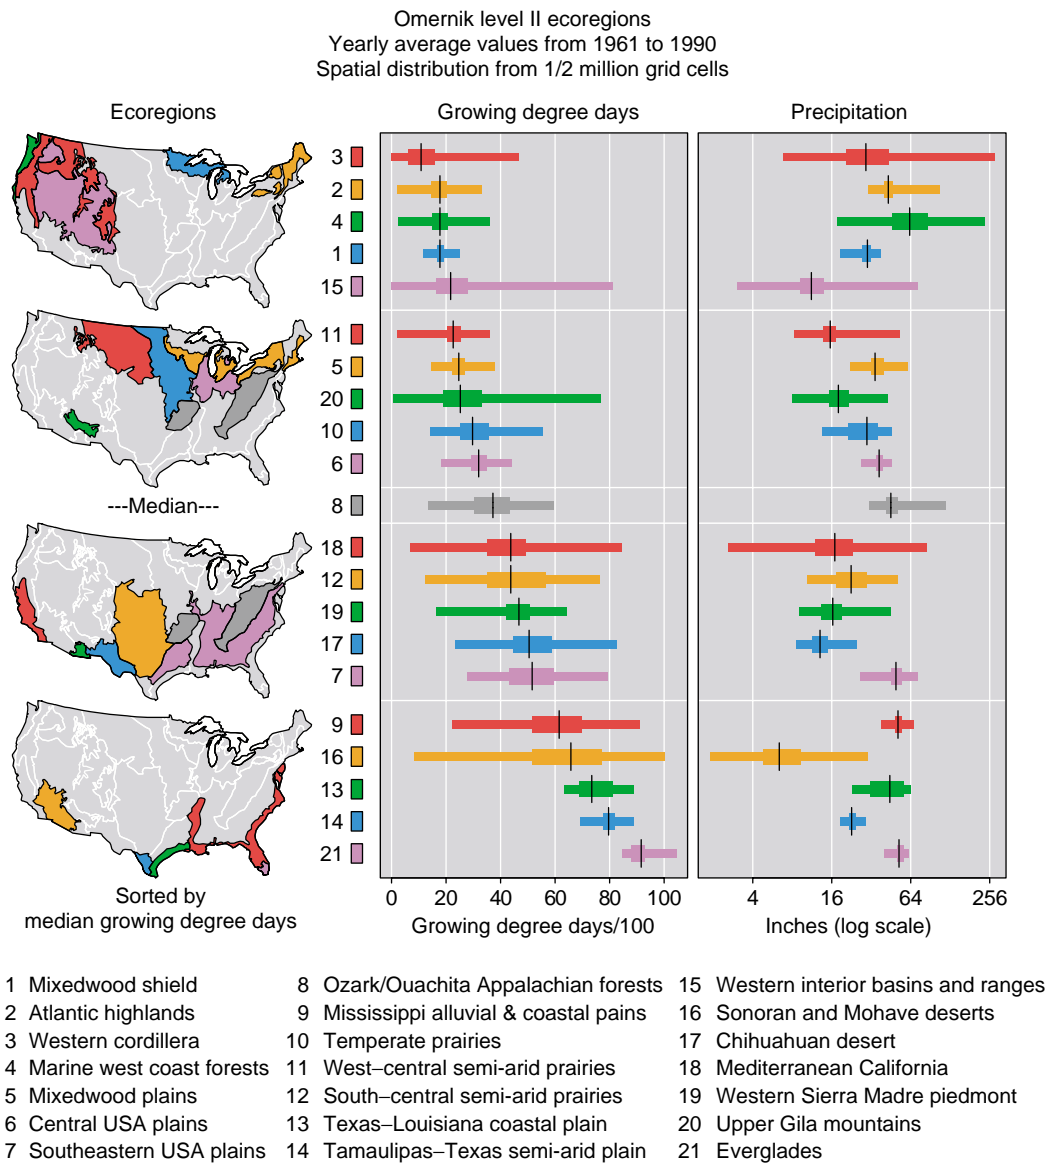 Omernik level II ecoregions
Yearly average values from 1961 to 1990
Spatial distribution from 1/2 million grid cells
Ecoregions Growing degree days Precipitation
3
2
4
1
15
11
5
20
10
6
---Median--- 8
18
12
19
17
7
9
16
13
14
21
Sorted by
median growing degree days
0 20 40 60 80 100 4 16 64 256
Growing degree days/100 Inches (log scale)
1 Mixedwood shield 8 Ozark/Ouachita Appalachian forests 15 Western interior basins and ranges
2 Atlantic highlands 9 Mississippi alluvial & coastal pains 16 Sonoran and Mohave deserts
3 Western cordillera 10 Temperate prairies 17 Chihuahuan desert
4 Marine west coast forests 11 West−central semi-arid prairies 18 Mediterranean California
5 Mixedwood plains 12 South−central semi-arid prairies 19 Western Sierra Madre piedmont
6 Central USA plains 13 Texas−Louisiana coastal plain 20 Upper Gila mountains
7 Southeastern USA plains 14 Tamaulipas−Texas semi-arid plain 21 Everglades